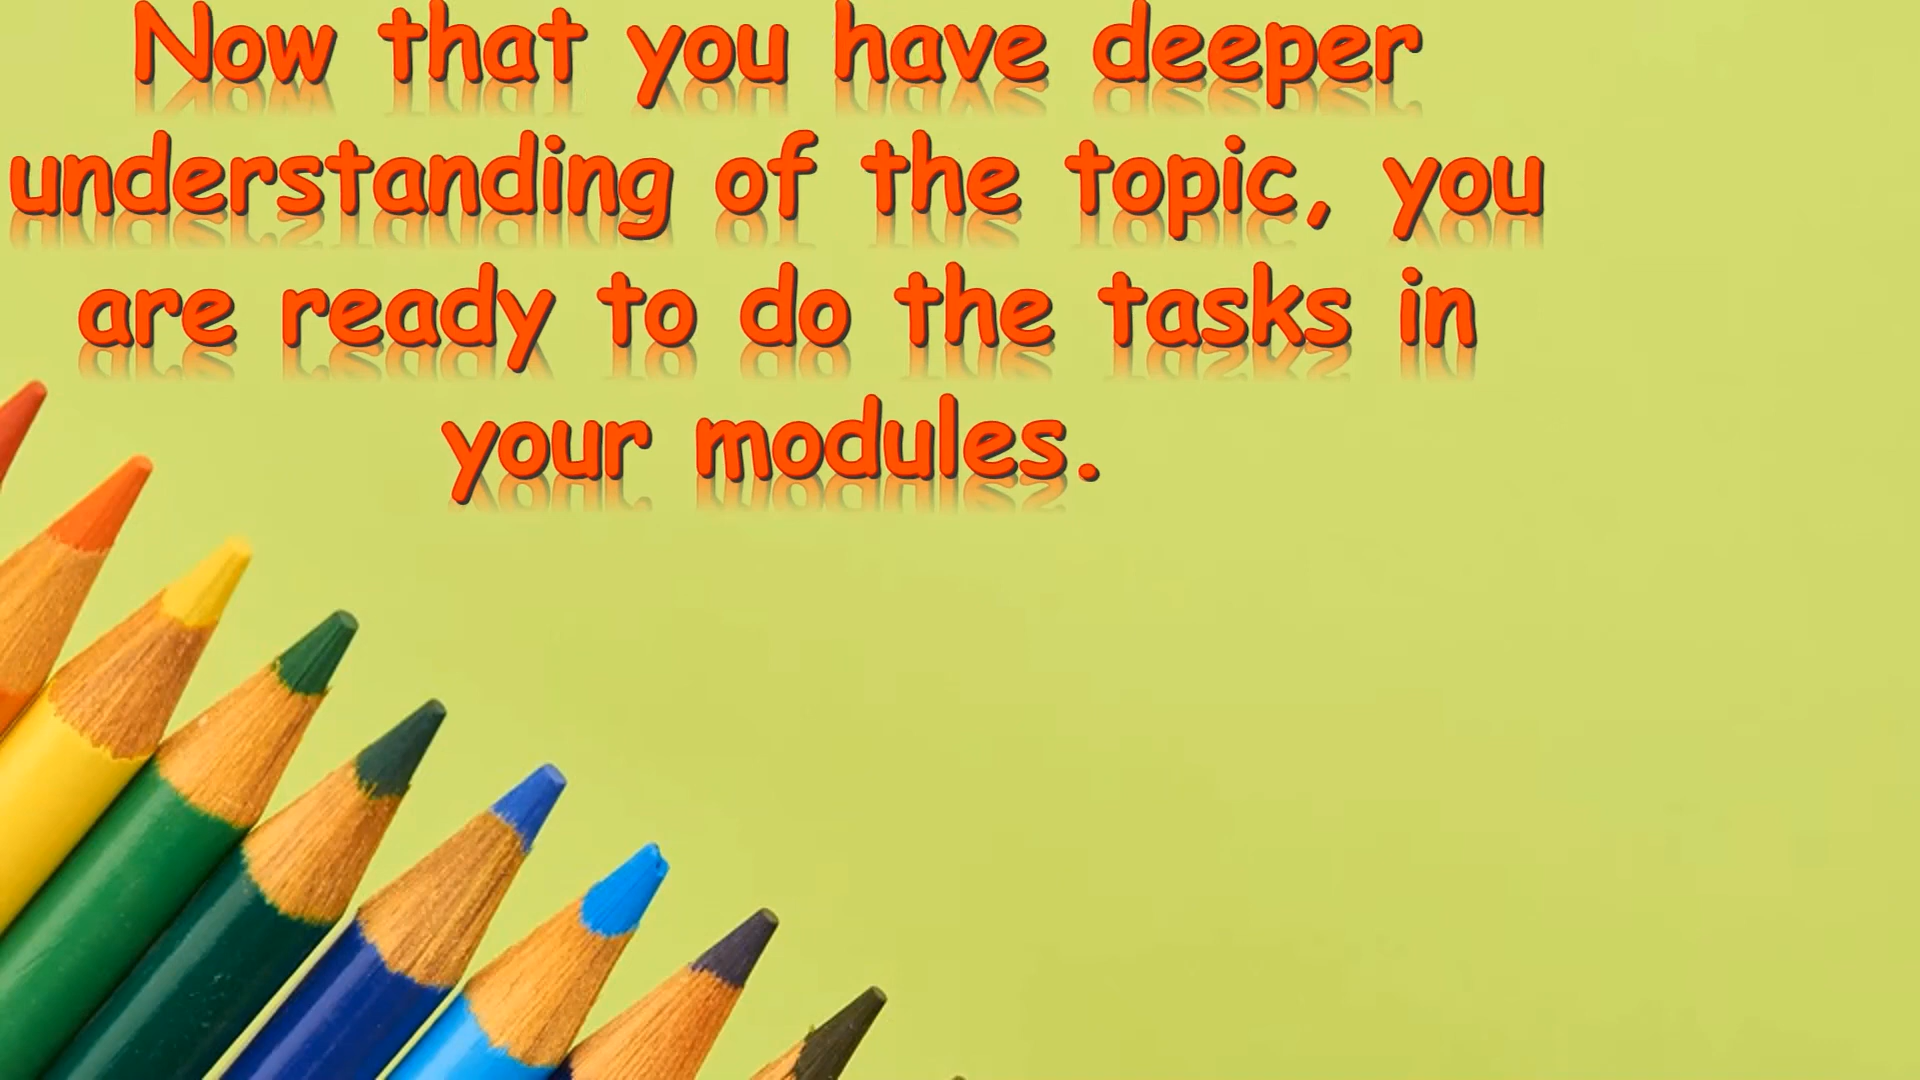 Now that you have deeper
understanding of the topic, you
are ready to do the tasks in
your modules.